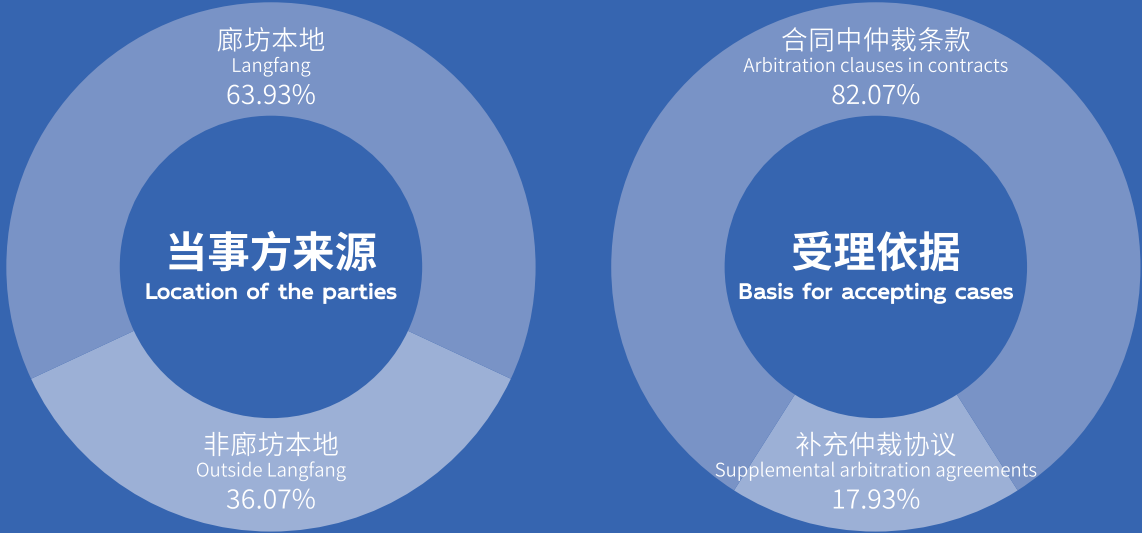 廊坊本地
Langfang
63.93%
当事方来源
Location of the parties
非廊坊本地
Outside Langfang
36.07%
合同中仲裁条款
Arbitration clauses in contracts
82.07%
受理依据
Basis for accepting cases
补充仲裁协议
Supplemental arbitration agreements
17.93%